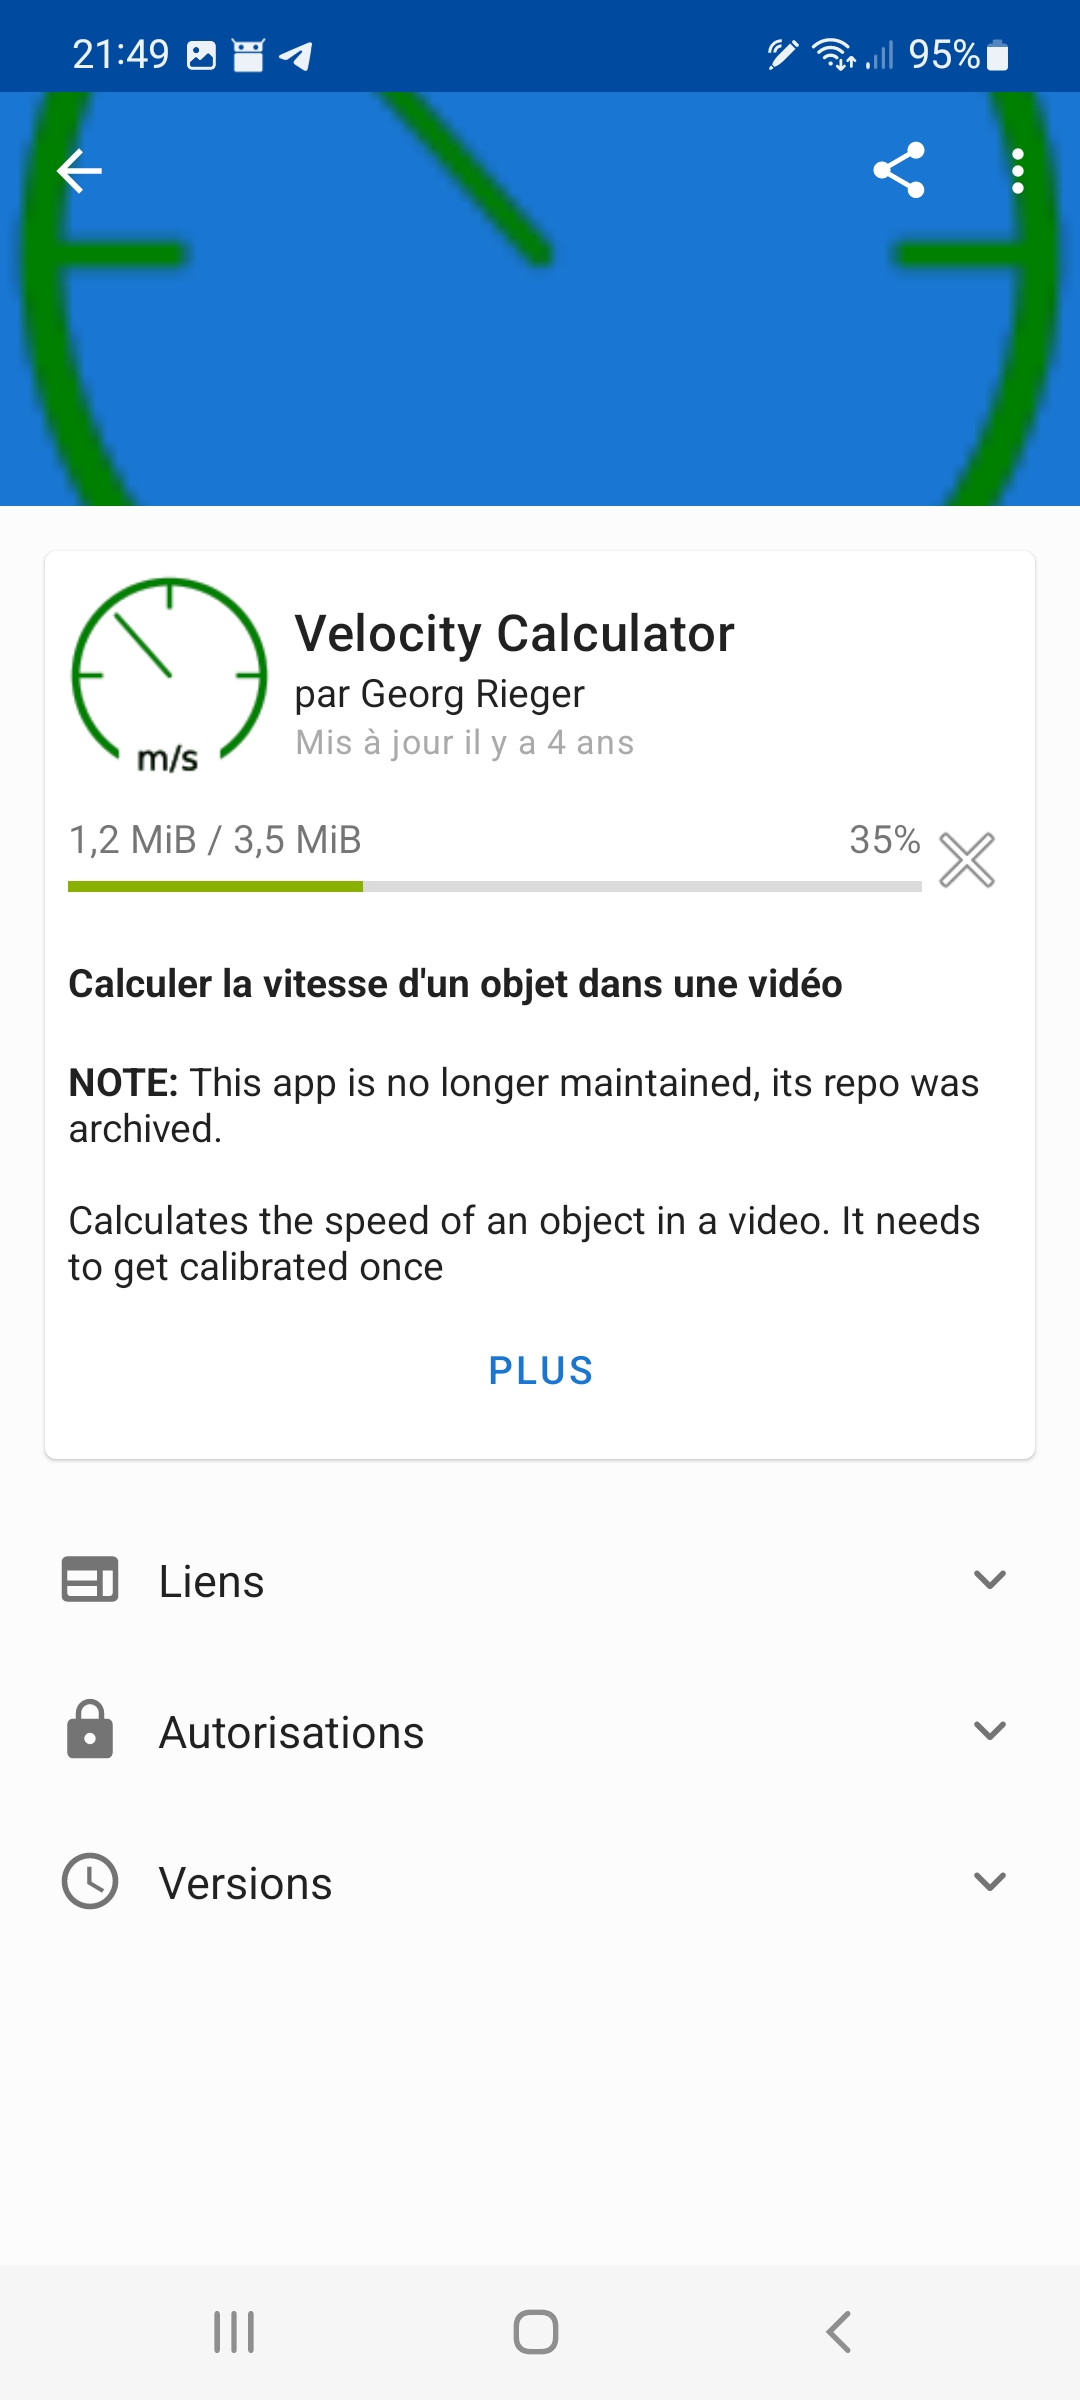 21:49
95%
Velocity Calculator
par Georg Rieger
Mis à jour il y a 4 ans
m/s
1,2 MiB / 3,5 MiB
35%
Calculer la vitesse d'un objet dans une vidéo
NOTE: This app is no longer maintained, its repo was
archived.
Calculates the speed of an object in a video. It needs
to get calibrated once
PLUS
Liens
Autorisations
Versions